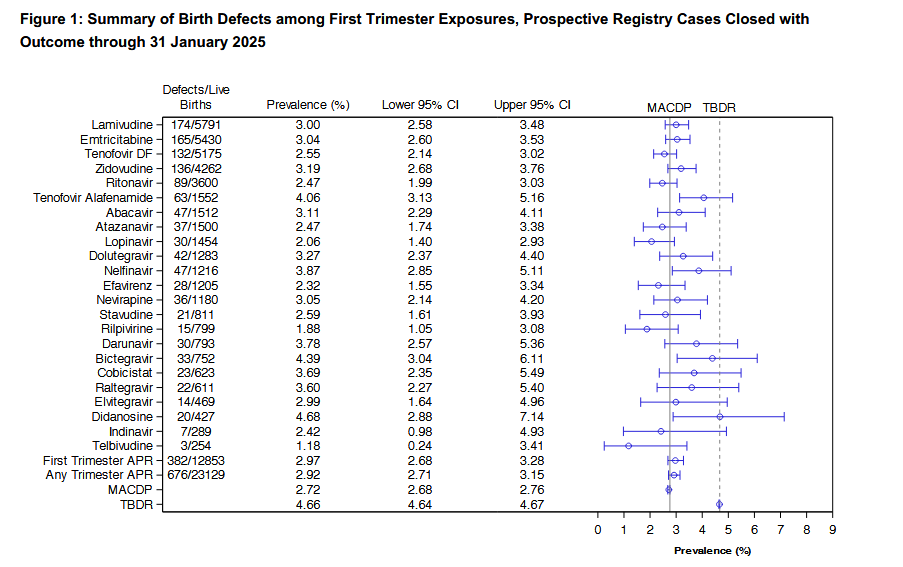 Figure 1: Summary of Birth Defects among First Trimester Exposures, Prospective Registry Cases Closed with
Outcome through 31 January 2025
Defects/Live
Births Prevalence (%) Lower 95% CI Upper 95% CI MACDP TBDR
Lamivudine 174/5791 3.00 2.58 3.48
Emtricitabine 165/5430 3.04 2.60 3.53
Tenofovir DF 132/5175 2.55 2.14 3.02
Zidovudine 136/4262 3.19 2.68 3.76
Ritonavir 89/3600 2.47 1.99 3.03
Tenofovir Alafenamide 63/1552 4.06 3.13 5.16
Abacavir 47/1512 3.11 2.29 4.11
Atazanavir 37/1500 2.47 1.74 3.38
Lopinavir 30/1454 2.06 1.40 2.93
Dolutegravir 42/1283 3.27 2.37 4.40
Nelfinavir 47/1216 3.87 2.85 5.11
Efavirenz 28/1205 2.32 1.55 3.34
Nevirapine 36/1180 3.05 2.14 4.20
Stavudine 21/811 2.59 1.61 3.93
Rilpivirine 15/799 1.88 1.05 3.08
Darunavir 30/793 3.78 2.57 5.36
Bictegravir 33/752 4.39 3.04 6.11
Cobicistat 23/623 3.69 2.35 5.49
Raltegravir 22/611 3.60 2.27 5.40
Elvitegravir 14/469 2.99 1.64 4.96
Didanosine 20/427 4.68 2.88 7.14
Indinavir 7/289 2.42 0.98 4.93
Telbivudine 3/254 1.18 0.24 3.41
First Trimester APR 382/12853 2.97 2.68 3.28
Any Trimester APR 676/23129 2.92 2.71 3.15
MACDP 2.72 2.68 2.76
TBDR 4.66 4.64 4.67
0 1 2 3 4 5 6 7 8 9
Prevalence (%)